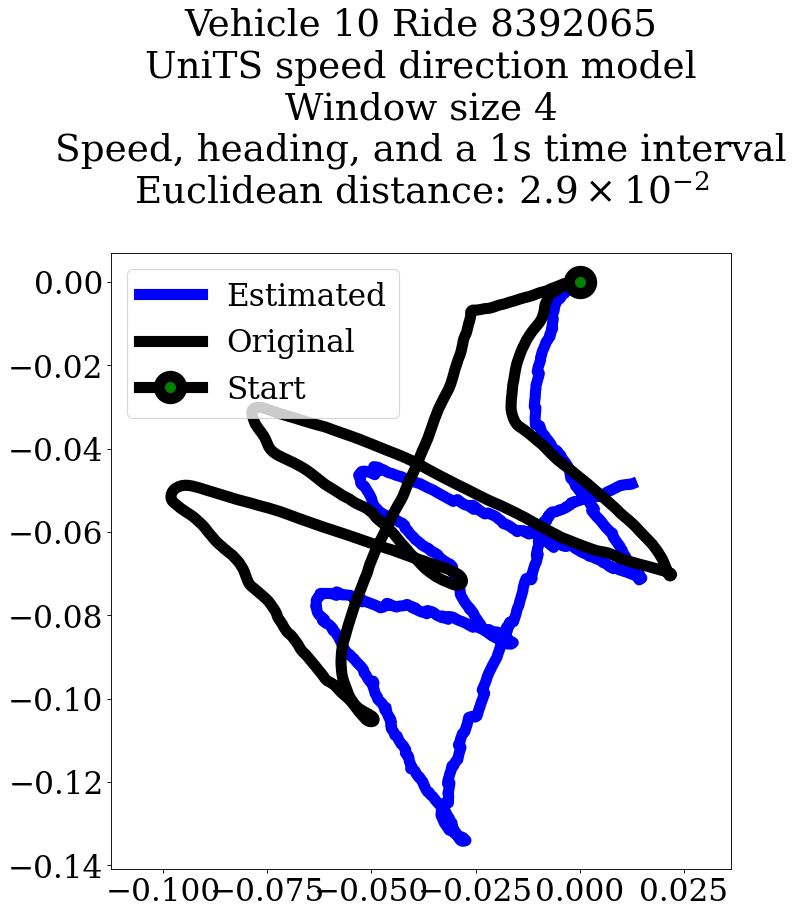 Vehicle 10 Ride 8392065
UniTS speed direction model
Window size 4
Speed, heading, and a 1s time interval
Euclidean distance: 2.9 × 10⁻²
Estimated
Original
Start
0.00
−0.02
−0.04
−0.06
−0.08
−0.10
−0.12
−0.14
−0.100 −0.075 −0.050 −0.025 0.000 0.025